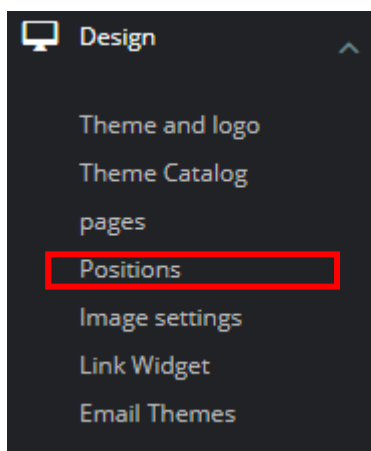 Design
Theme and logo
Theme Catalog
pages
Positions
Image settings
Link Widget
Email Themes